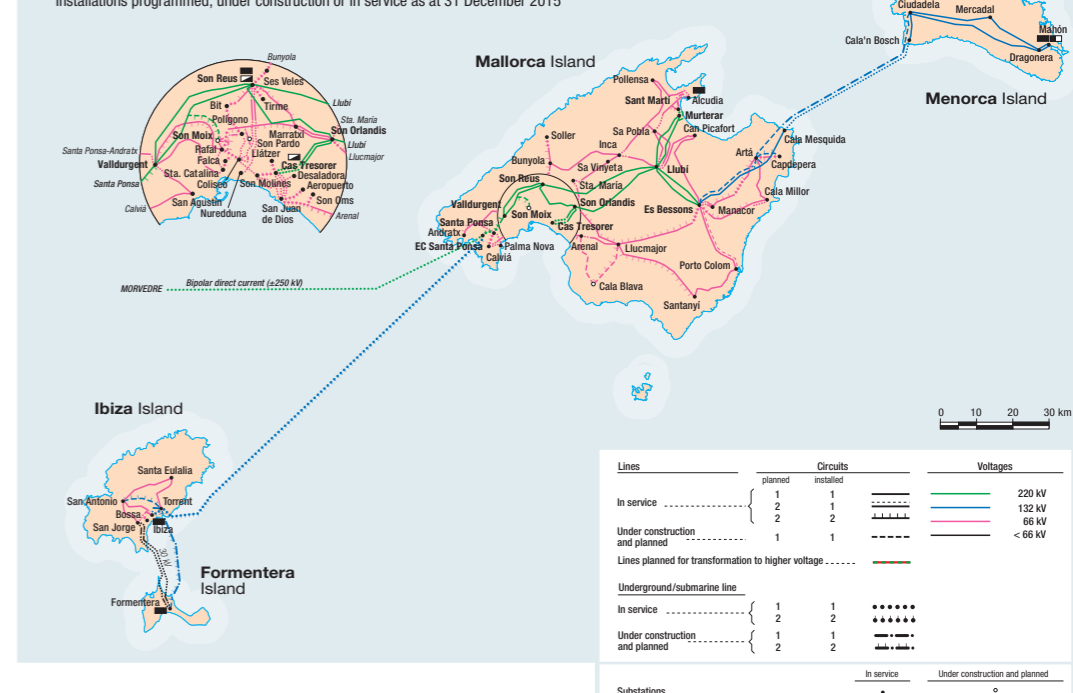 Installations programmed, under construction or in service as at 31 December 2015
Ciudadela
Mercadal
Mahón
Cala'n Bosch
Dragonera
Menorca Island
Mallorca Island
Bunyola
Son Reus
Ses Veles
Bit
Tirme
Llubí
Polígono
Sta. María
Son Moix
Marratxi
Son Orlandis
Son Pardo
Llubí
Rafal
Llátzer
Llucmajor
Santa Ponsa-Andratx
Valldurgent
Falca
Cas Tresorer
Sta. Catalina
Desaladora
Santa Ponsa
Coliseo
Son Molines
Aeropuerto
San Agustín
Son Oms
Calviá
Nuredduna
San Juan
de Dios
Arenal
Pollensa
Sant Martí
Alcudia
Murterar
Can Picafort
Soller
Sa Pobla
Inca
Cala Mesquida
Artá
Bunyola
Sa Vinyeta
Llubí
Capdepera
Son Reus
Sta. María
Cala Millor
Valldurgent
Son Orlandis
Es Bessons
Manacor
Son Moix
Santa Ponsa
Cas Tresorer
Andratx
EC Santa Ponsa
Palma Nova
Arenal
Llucmajor
Calviá
Porto Colom
Cala Blava
Santanyí
MORVEDRE
Bipolar direct current (±250 kV)
Ibiza Island
Santa Eulalia
San Antonio
Torrent
Bossa
San Jorge
Ibiza
30 kV
Formentera
Island
Formentera
0 10 20 30 km
Lines Circuits Voltages
planned installed
In service 1 1 220 kV
2 1 132 kV
2 2 66 kV
Under construction
and planned 1 1 < 66 kV
Lines planned for transformation to higher voltage
Underground/submarine line
In service 1 1
2 2
Under construction 1 1
and planned 2 2
In service Under construction and planned
Substations